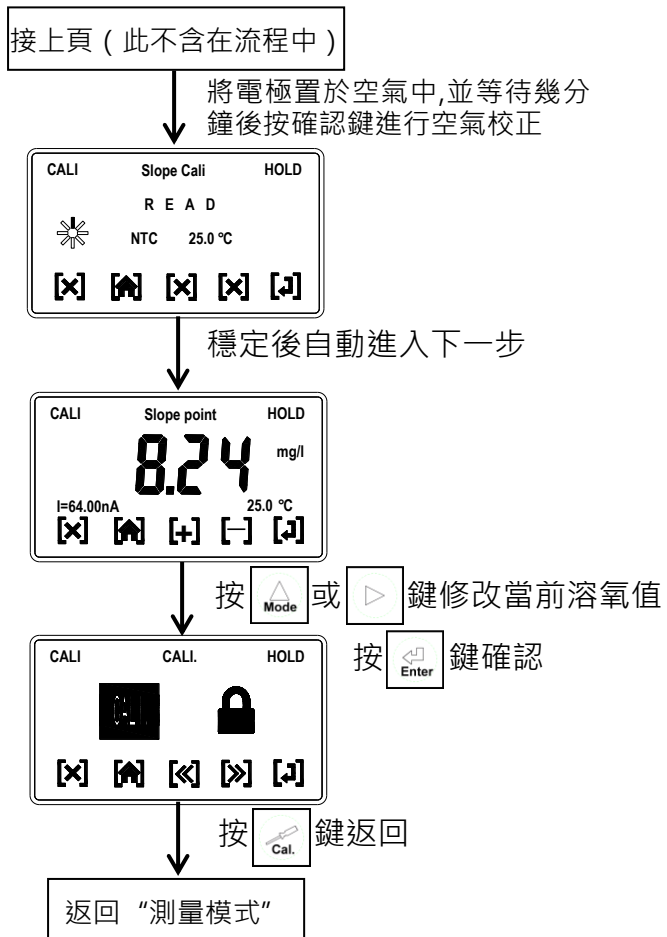 接上頁（此不含在流程中）
將電極置於空氣中,並等待幾分
鐘後按確認鍵進行空氣校正
CALI Slope Cali HOLD
R E A D
NTC 25.0 ℃
穩定後自動進入下一步
CALI Slope point HOLD
8.24 mg/l
I=64.00nA 25.0 ℃
[+] [—]
按 Mode 或 鍵修改當前溶氧值
按 Enter 鍵確認
CALI CALI. HOLD
按 Cal. 鍵返回
返回“測量模式”